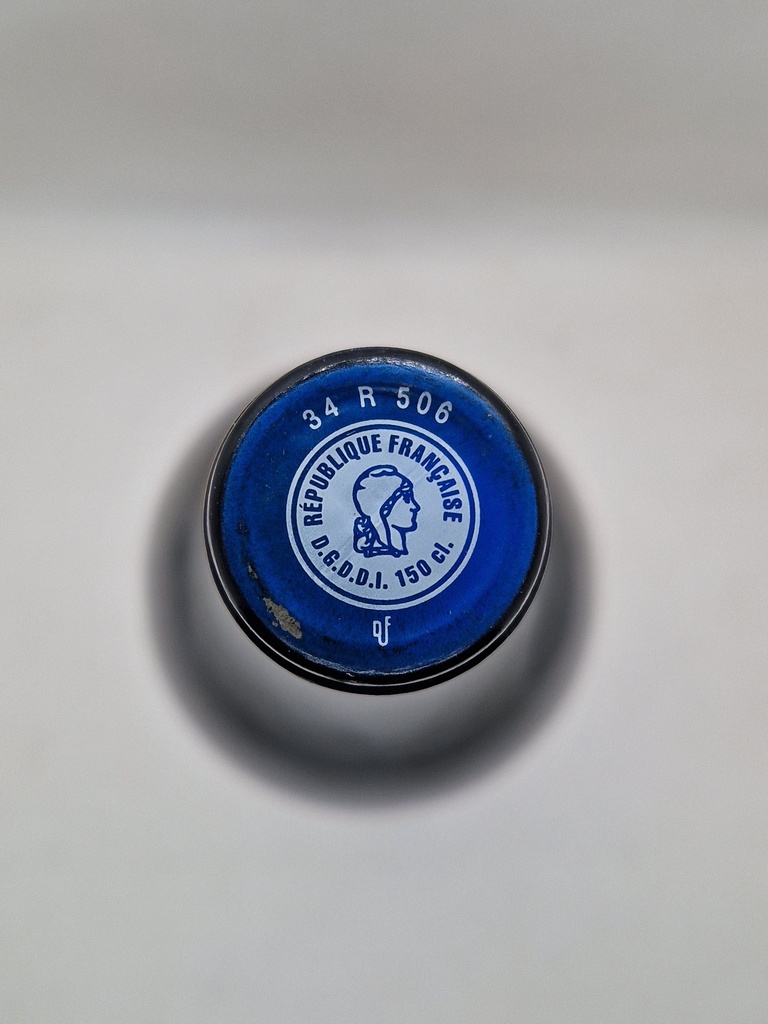 34 R 506
RÉPUBLIQUE FRANÇAISE
D.G.D.D.I. 150 cl.